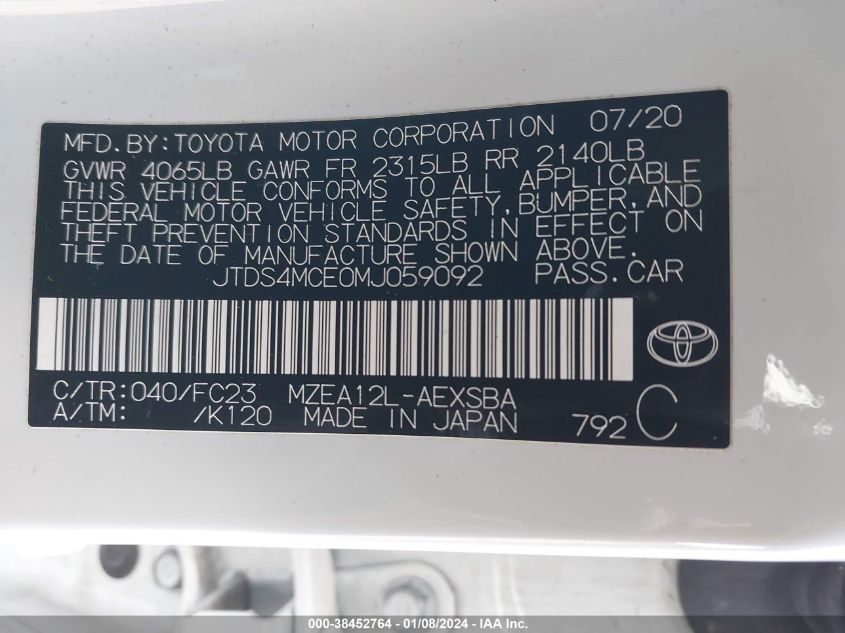 MFD. BY: TOYOTA MOTOR CORPORATION 07/20
GVWR 4065LB GAWR FR 2315LB RR 2140LB
THIS VEHICLE CONFORMS TO ALL APPLICABLE
FEDERAL MOTOR VEHICLE SAFETY, BUMPER, AND
THEFT PREVENTION STANDARDS IN EFFECT ON
THE DATE OF MANUFACTURE SHOWN ABOVE.
JTDS4MCE0MJ059092 PASS. CAR
C/TR: 040/FC23 MZEA12L-AEXSBA
A/TM: /K120 MADE IN JAPAN 792 C
000-38452764 - 01/08/2024 - IAA Inc.